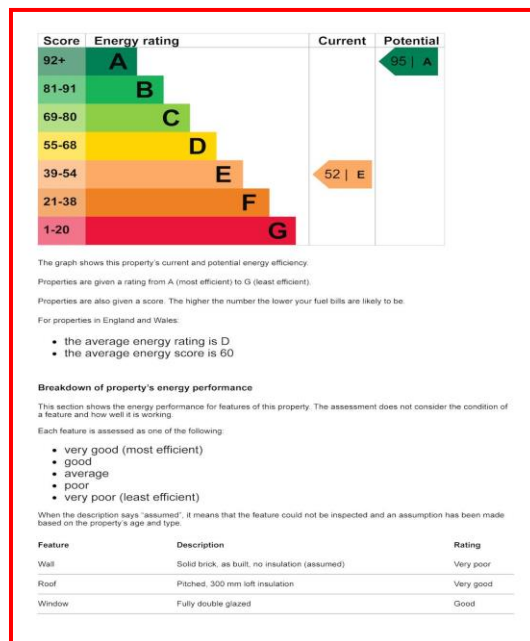 Score Energy rating Current Potential
92+ A 95 | A
81-91 B
69-80 C
55-68 D
39-54 E 52 | E
21-38 F
1-20 G
The graph shows this property's current and potential energy efficiency.
Properties are given a rating from A (most efficient) to G (least efficient).
Properties are also given a score. The higher the number the lower your fuel bills are likely to be.
For properties in England and Wales:
• the average energy rating is D
• the average energy score is 60
Breakdown of property's energy performance
This section shows the energy performance for features of this property. The assessment does not consider the condition of
a feature and how well it is working.
Each feature is assessed as one of the following:
• very good (most efficient)
• good
• average
• poor
• very poor (least efficient)
When the description says "assumed", it means that the feature could not be inspected and an assumption has been made
based on the property's age and type.
Feature Description Rating
Wall Solid brick, as built, no insulation (assumed) Very poor
Roof Pitched, 300 mm loft insulation Very good
Window Fully double glazed Good